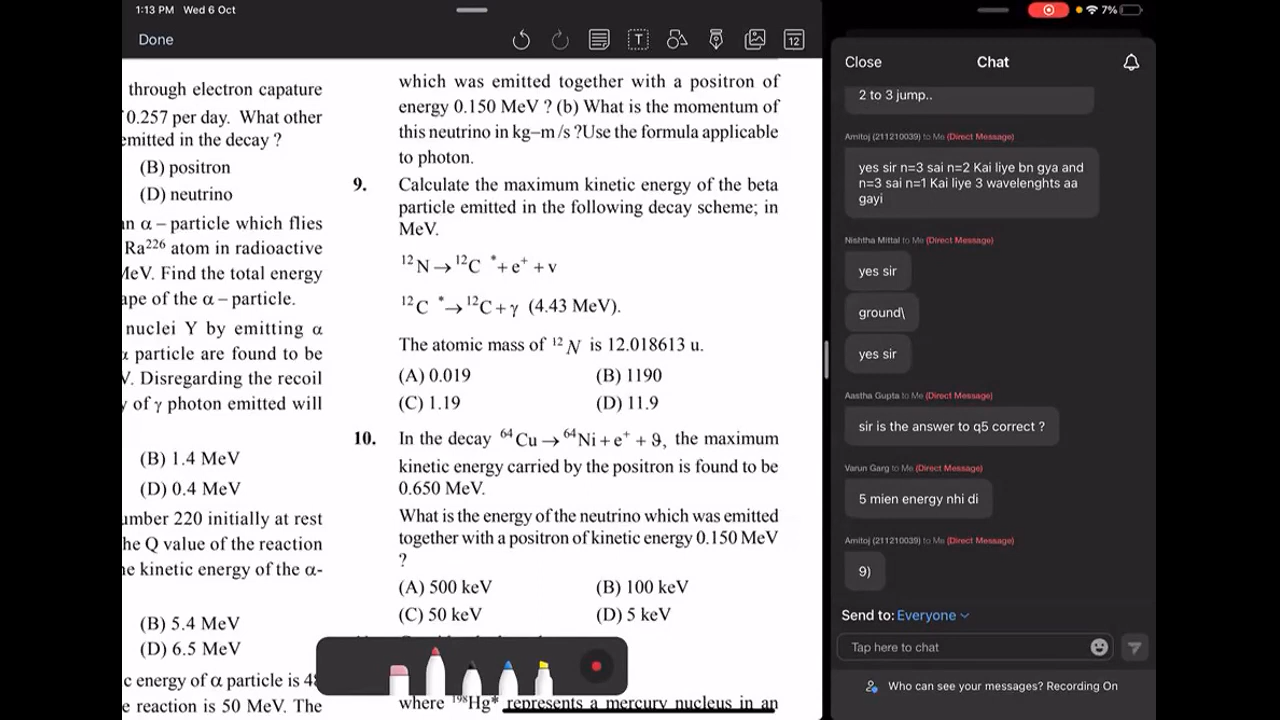 1:13 PM Wed 6 Oct
7%
Done
T
12
through electron capature
0.257 per day. What other
emitted in the decay ?
(B) positron
(D) neutrino
α – particle which flies
Ra226 atom in radioactive
MeV. Find the total energy
ape of the α – particle.
nuclei Y by emitting α
particle are found to be
V. Disregarding the recoil
of γ photon emitted will
(B) 1.4 MeV
(D) 0.4 MeV
umber 220 initially at rest
he Q value of the reaction
he kinetic energy of the α-
(B) 5.4 MeV
(D) 6.5 MeV
c energy of α particle is 4
e reaction is 50 MeV. The
which was emitted together with a positron of
energy 0.150 MeV ? (b) What is the momentum of
this neutrino in kg–m/s ?Use the formula applicable
to photon.
9. Calculate the maximum kinetic energy of the beta
particle emitted in the following decay scheme; in
MeV.
¹²N → ¹²C * + e⁺ + v
¹²C * → ¹²C + γ (4.43 MeV).
The atomic mass of ¹²N is 12.018613 u.
(A) 0.019 (B) 1190
(C) 1.19 (D) 11.9
10. In the decay ⁶⁴Cu → ⁶⁴Ni + e⁺ + ϑ, the maximum
kinetic energy carried by the positron is found to be
0.650 MeV.
What is the energy of the neutrino which was emitted
together with a positron of kinetic energy 0.150 MeV
?
(A) 500 keV (B) 100 keV
(C) 50 keV (D) 5 keV
where ¹⁹⁸Hg* represents a mercury nucleus in an
Close Chat
2 to 3 jump..
Amitoj (211210039) to Me (Direct Message)
yes sir n=3 sai n=2 Kai liye bn gya and
n=3 sai n=1 Kai liye 3 wavelenghts aa
gayi
Nishtha Mittal to Me (Direct Message)
yes sir
ground\
yes sir
Aastha Gupta to Me (Direct Message)
sir is the answer to q5 correct ?
Varun Garg to Me (Direct Message)
5 mien energy nhi di
Amitoj (211210039) to Me (Direct Message)
9)
Send to: Everyone
Tap here to chat
Who can see your messages? Recording On